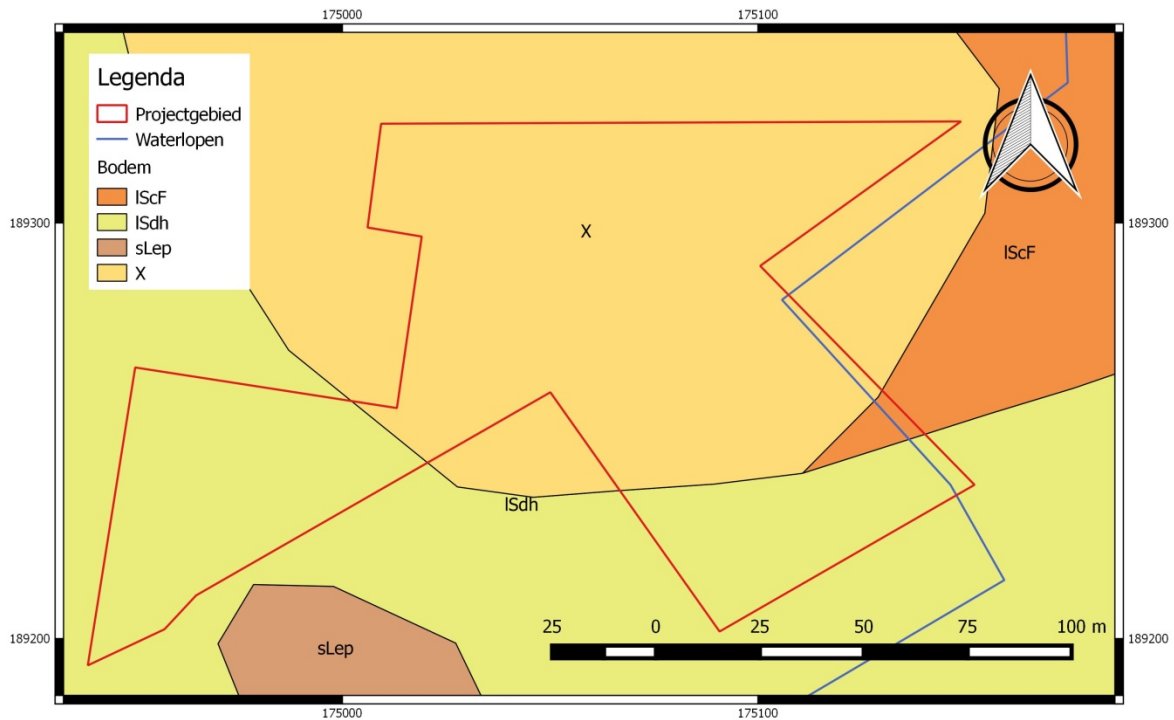 175000
175100
Legenda
Projectgebied
Waterlopen
Bodem
lScF
lSdh
sLep
X
189300
189300
X
lScF
lSdh
sLep
189200
189200
25 0 25 50 75 100 m
175000
175100